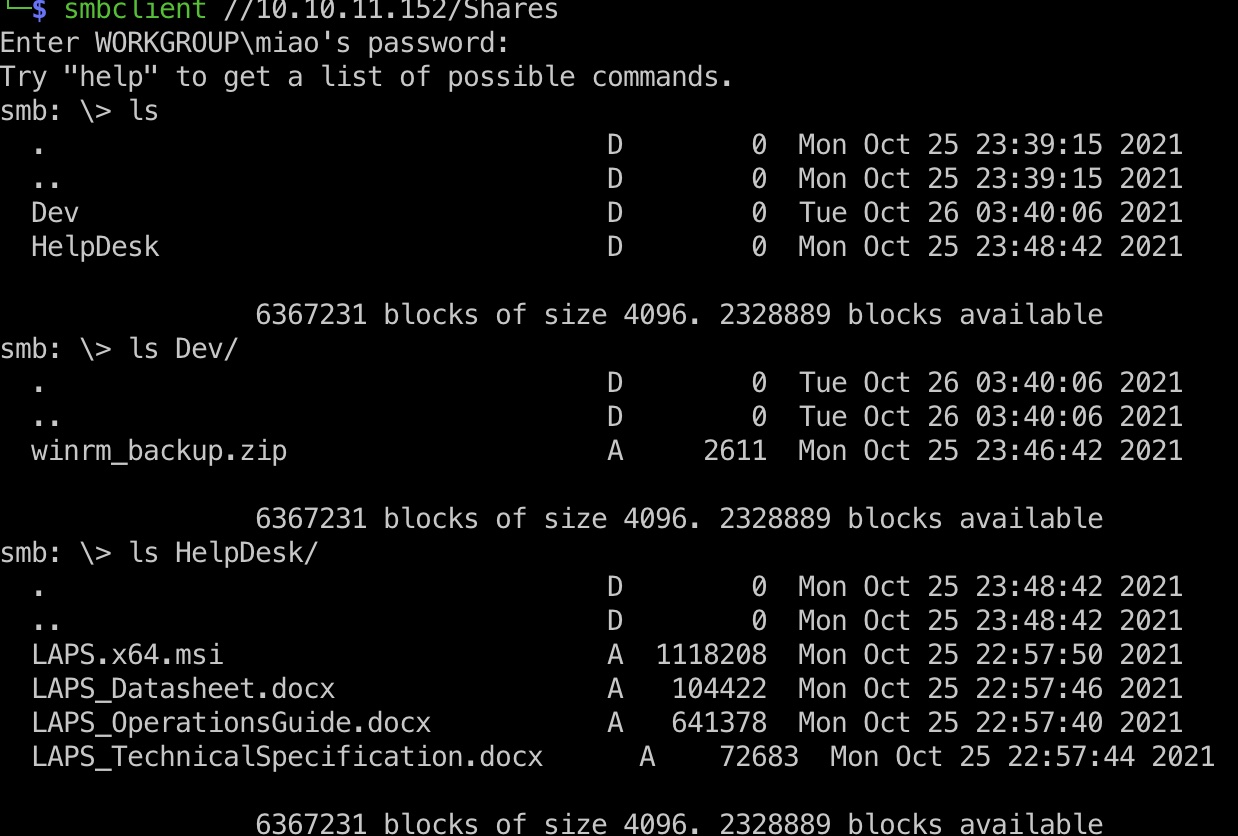 └─$ smbclient //10.10.11.152/Shares
Enter WORKGROUP\miao's password:
Try "help" to get a list of possible commands.
smb: \> ls
  .                                   D        0  Mon Oct 25 23:39:15 2021
  ..                                  D        0  Mon Oct 25 23:39:15 2021
  Dev                                 D        0  Tue Oct 26 03:40:06 2021
  HelpDesk                            D        0  Mon Oct 25 23:48:42 2021
                6367231 blocks of size 4096. 2328889 blocks available
smb: \> ls Dev/
  .                                   D        0  Tue Oct 26 03:40:06 2021
  ..                                  D        0  Tue Oct 26 03:40:06 2021
  winrm_backup.zip                    A     2611  Mon Oct 25 23:46:42 2021
                6367231 blocks of size 4096. 2328889 blocks available
smb: \> ls HelpDesk/
  .                                   D        0  Mon Oct 25 23:48:42 2021
  ..                                  D        0  Mon Oct 25 23:48:42 2021
  LAPS.x64.msi                        A  1118208  Mon Oct 25 22:57:50 2021
  LAPS_Datasheet.docx                 A   104422  Mon Oct 25 22:57:46 2021
  LAPS_OperationsGuide.docx           A   641378  Mon Oct 25 22:57:40 2021
  LAPS_TechnicalSpecification.docx      A    72683  Mon Oct 25 22:57:44 2021
                6367231 blocks of size 4096. 2328889 blocks available